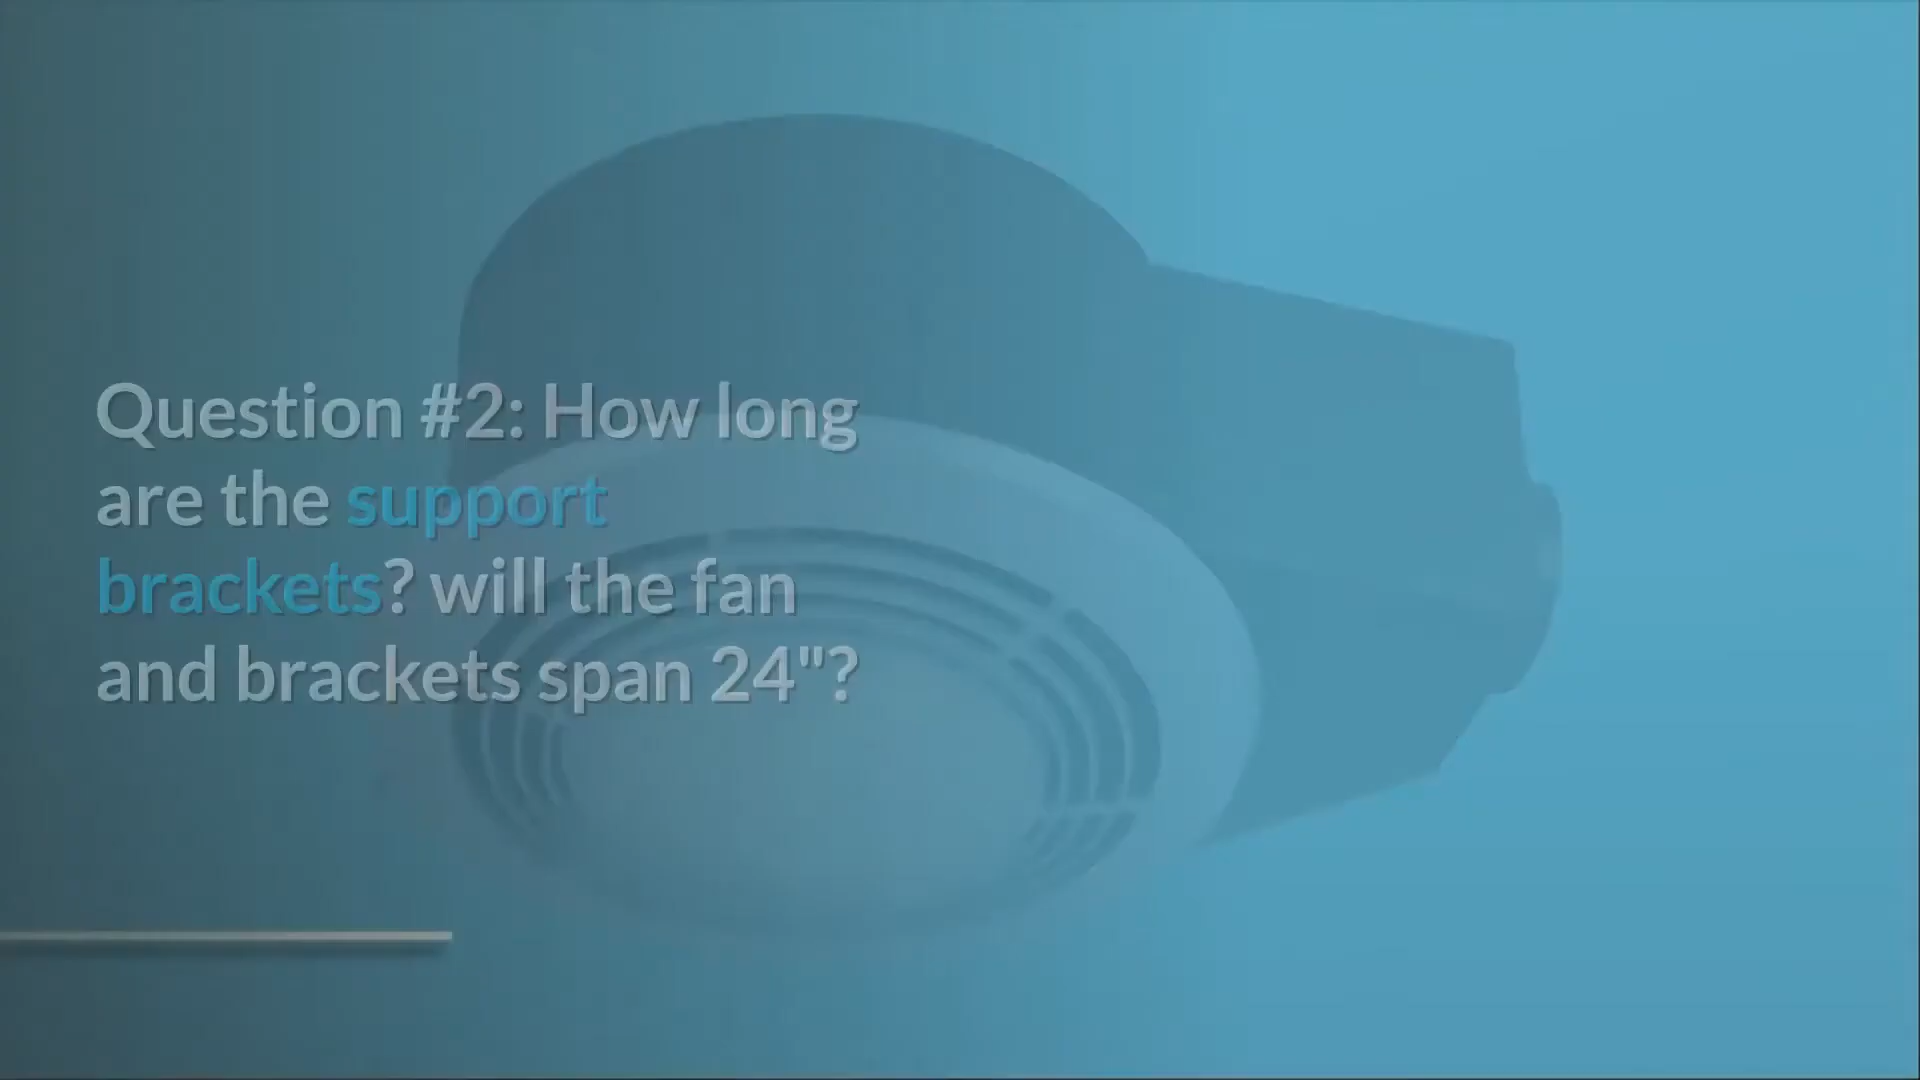 Question #2: How long
are the support
brackets? will the fan
and brackets span 24"?